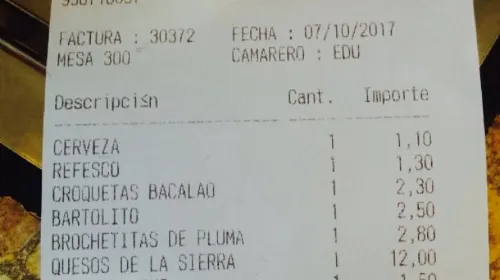 FACTURA : 30372 FECHA : 07/10/2017
MESA 300 CAMARERO : EDU
Descripción Cant. Importe
CERVEZA 1 1,10
REFESCO 1 1,30
CROQUETAS BACALAO 1 2,30
BARTOLITO 1 2,50
BROCHETITAS DE PLUMA 1 2,80
QUESOS DE LA SIERRA 1 12,00